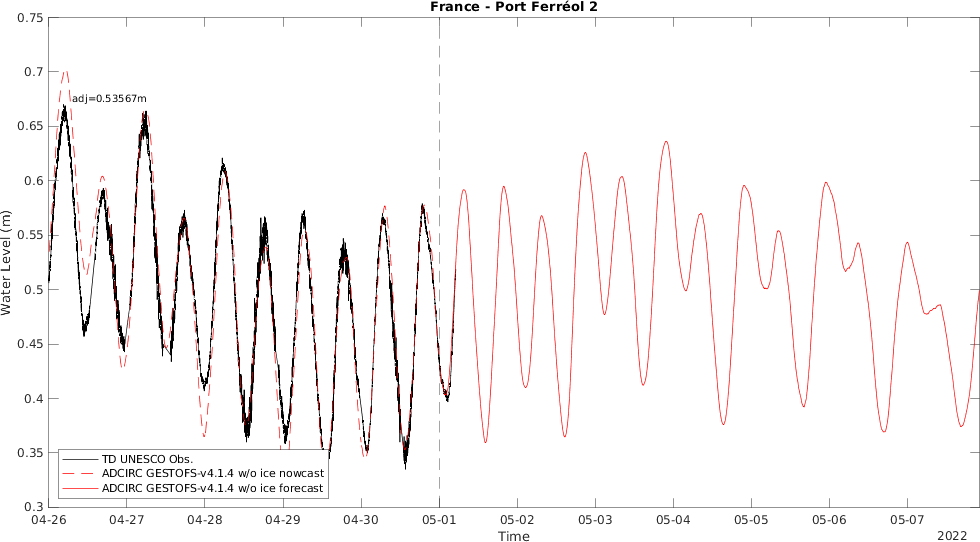 France - Port Ferréol 2
0.75
0.7
0.65
0.6
0.55
0.5
0.45
0.4
0.35
0.3
Water Level (m)
adj=0.53567m
TD UNESCO Obs.
ADCIRC GESTOFS-v4.1.4 w/o ice nowcast
ADCIRC GESTOFS-v4.1.4 w/o ice forecast
04-26 04-27 04-28 04-29 04-30 05-01 05-02 05-03 05-04 05-05 05-06 05-07
Time
2022